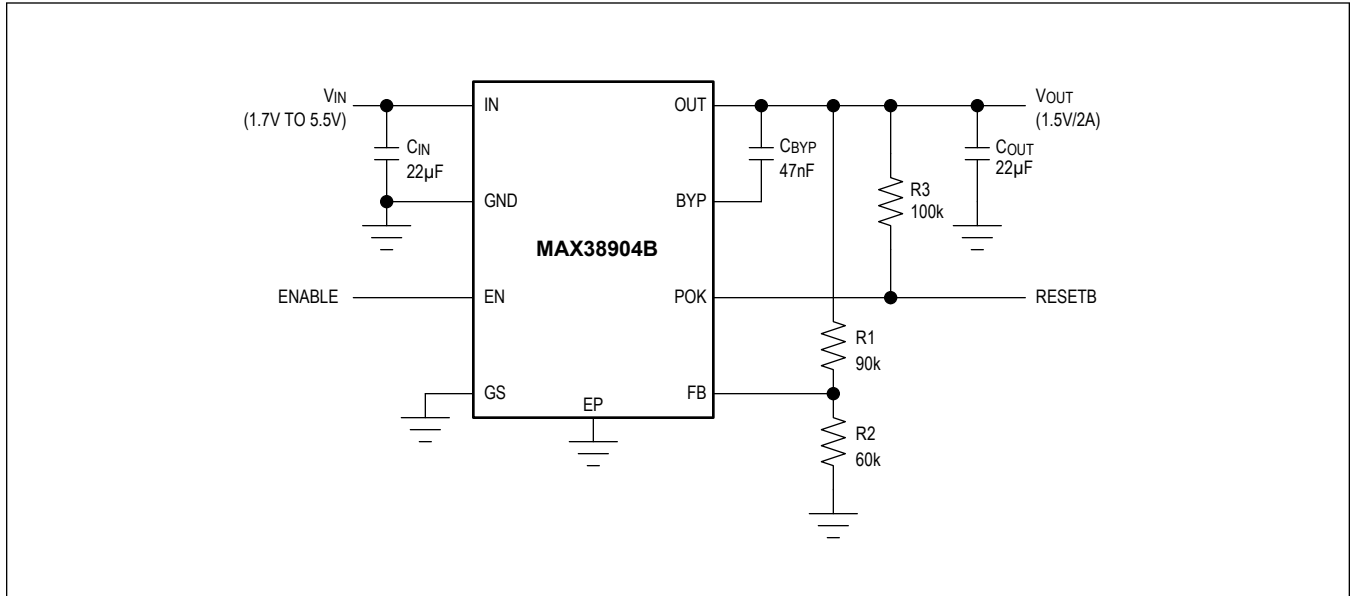 VIN
(1.7V TO 5.5V)
CIN
22µF
IN
GND
EN
GS
EP
MAX38904B
OUT
BYP
POK
FB
CBYP
47nF
R3
100k
R1
90k
R2
60k
COUT
22µF
VOUT
(1.5V/2A)
ENABLE
RESETB